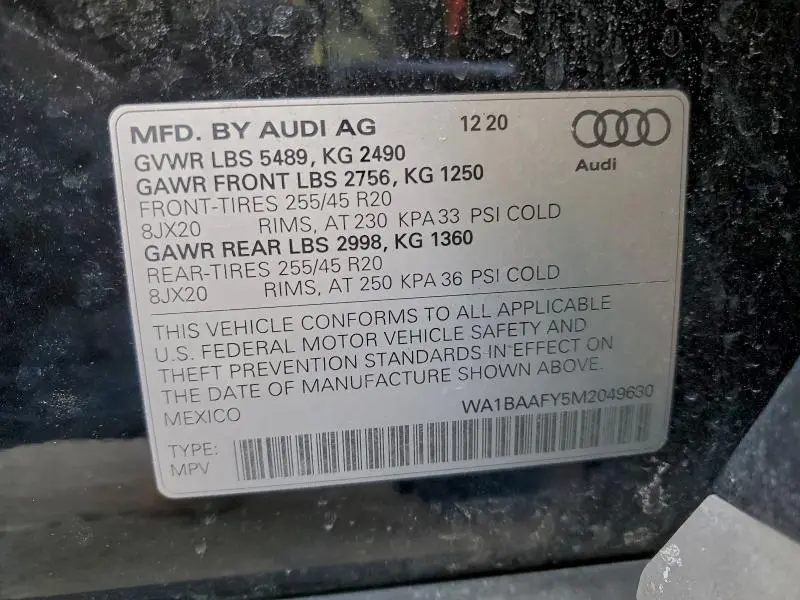 MFD. BY AUDI AG 12 20
GVWR LBS 5489, KG 2490
GAWR FRONT LBS 2756, KG 1250
Audi
FRONT-TIRES 255/45 R20
8JX20 RIMS, AT 230 KPA 33 PSI COLD
GAWR REAR LBS 2998, KG 1360
REAR-TIRES 255/45 R20
8JX20 RIMS, AT 250 KPA 36 PSI COLD
THIS VEHICLE CONFORMS TO ALL APPLICABLE
U.S. FEDERAL MOTOR VEHICLE SAFETY AND
THEFT PREVENTION STANDARDS IN EFFECT ON
THE DATE OF MANUFACTURE SHOWN ABOVE.
MEXICO WA1BAAFY5M2049630
TYPE:
MPV